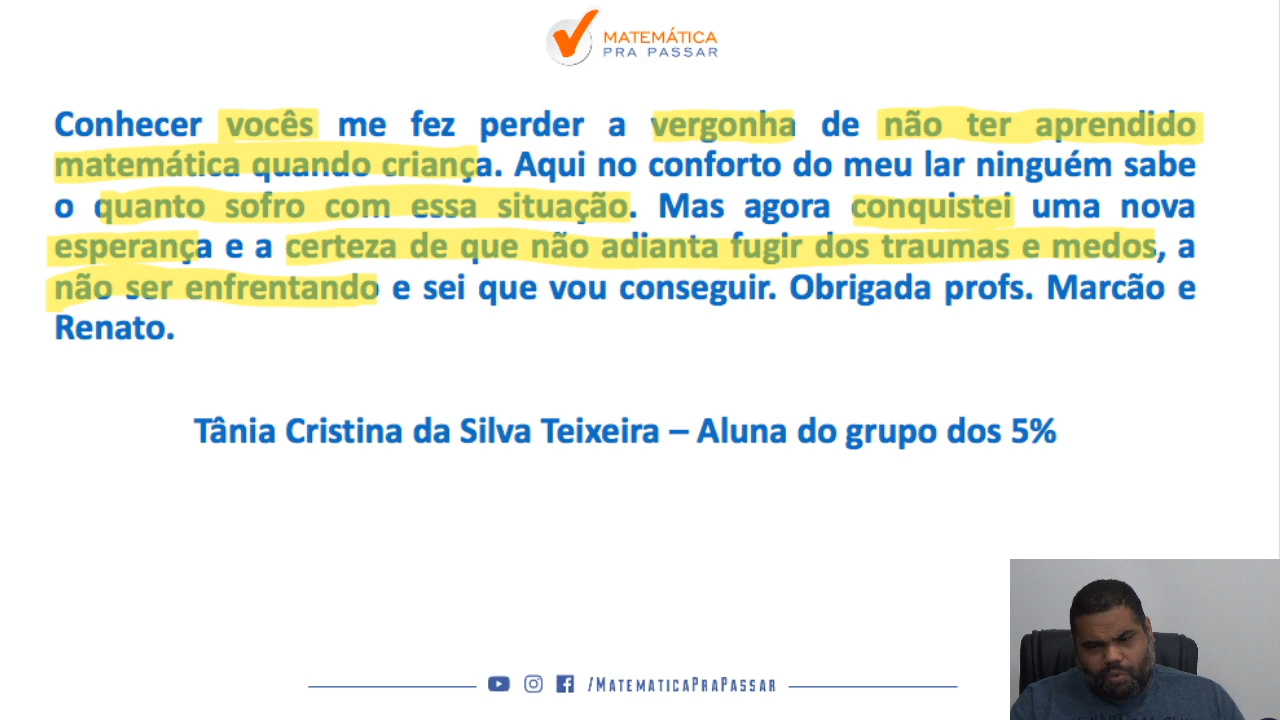 MATEMÁTICA
PRA PASSAR
Conhecer vocês me fez perder a vergonha de não ter aprendido
matemática quando criança. Aqui no conforto do meu lar ninguém sabe
o quanto sofro com essa situação. Mas agora conquistei uma nova
esperança e a certeza de que não adianta fugir dos traumas e medos, a
não ser enfrentando e sei que vou conseguir. Obrigada profs. Marcão e
Renato.
Tânia Cristina da Silva Teixeira – Aluna do grupo dos 5%
/MATEMATICAPRAPASSAR